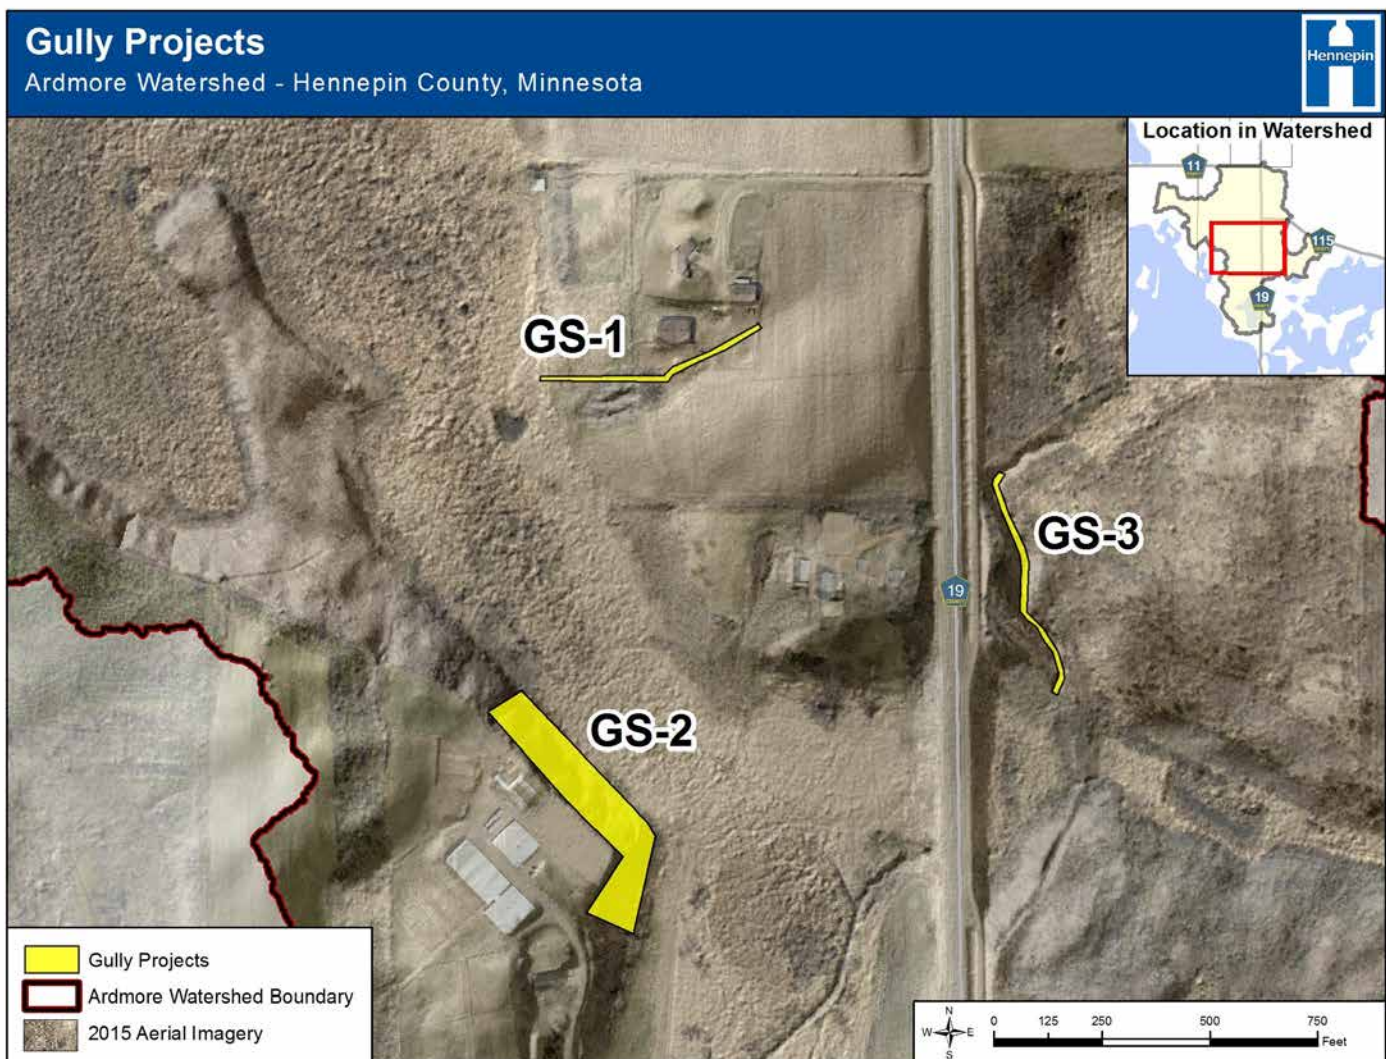 Gully Projects
Ardmore Watershed - Hennepin County, Minnesota
Hennepin
Location in Watershed
11
115
19
GS-1
GS-3
19
GS-2
Gully Projects
Ardmore Watershed Boundary
2015 Aerial Imagery
N
W E
S
0 125 250 500 750
Feet